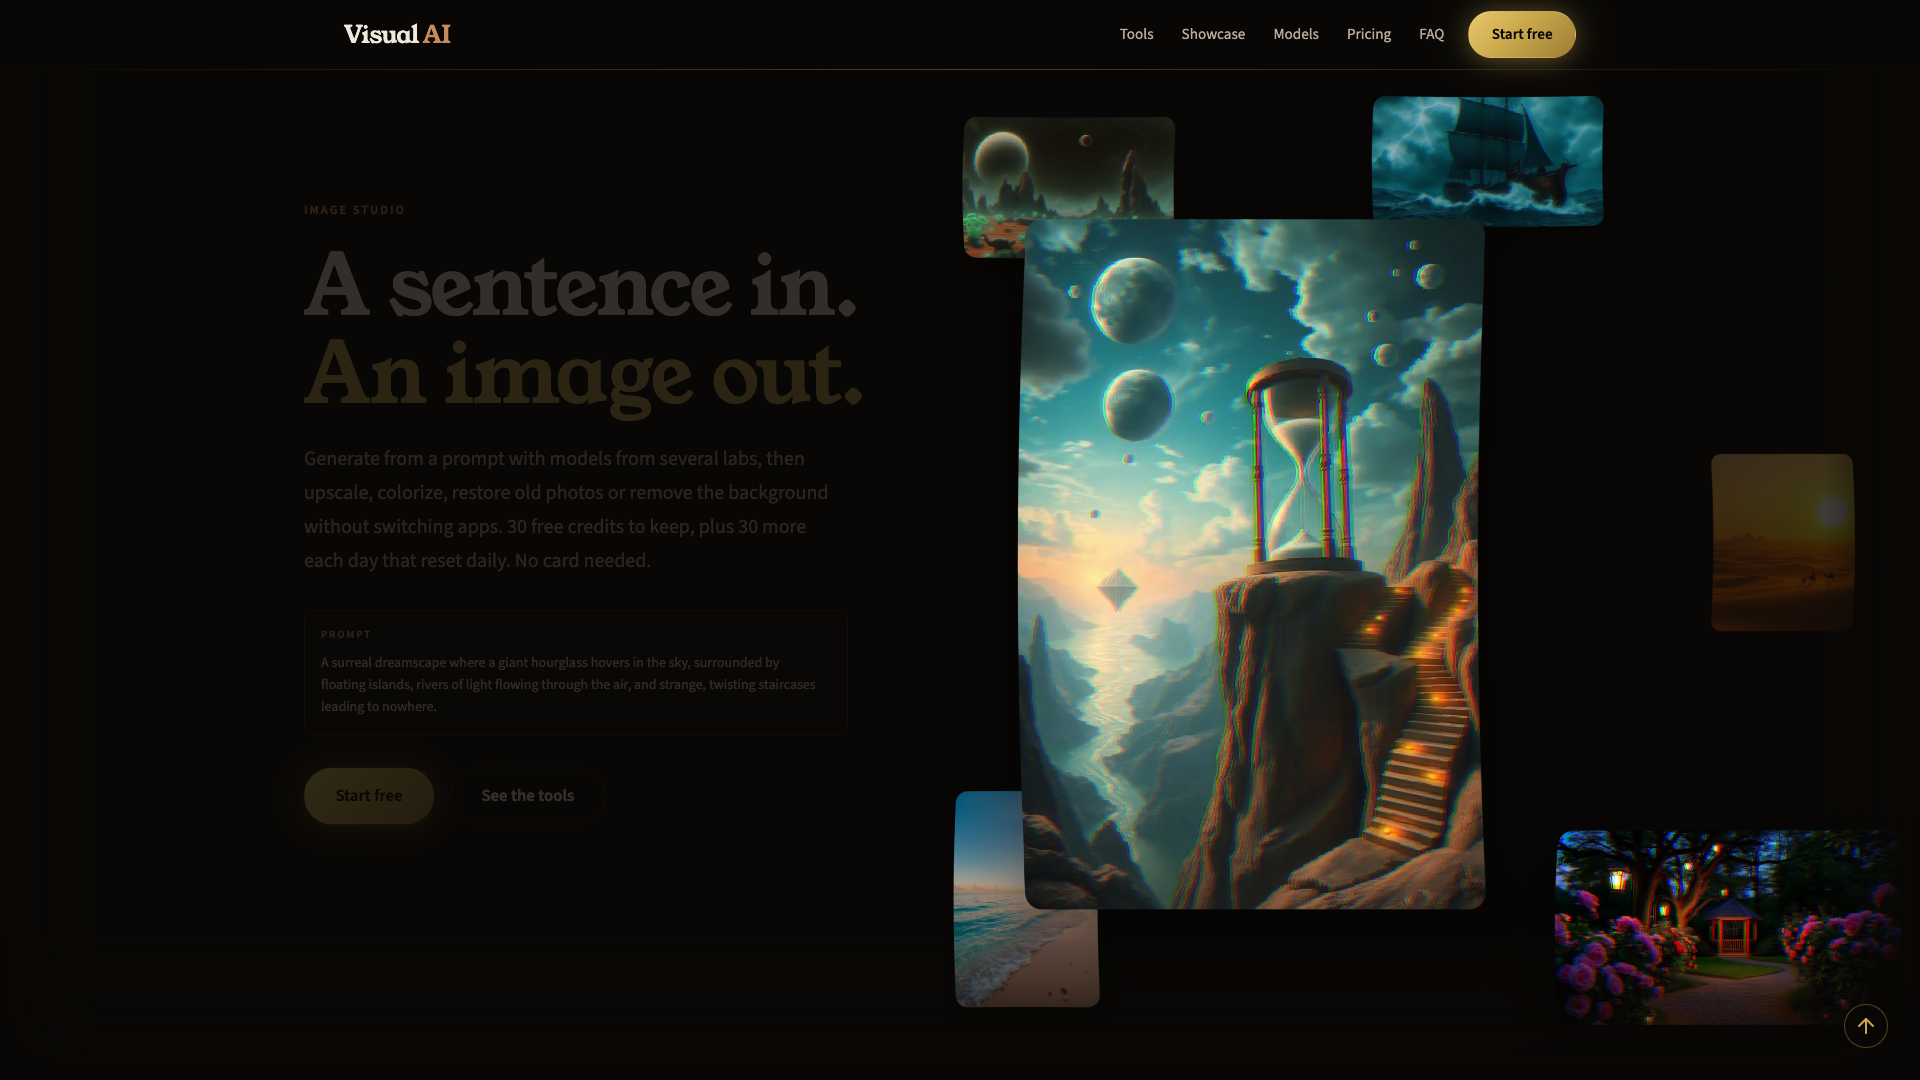 Visual AI
Tools
Showcase
Models
Pricing
FAQ
Start free
IMAGE STUDIO
A sentence in.
An image out.
Generate from a prompt with models from several labs, then
upscale, colorize, restore old photos or remove the background
without switching apps. 30 free credits to keep, plus 30 more
each day that reset daily. No card needed.
PROMPT
A surreal dreamscape where a giant hourglass hovers in the sky, surrounded by
floating islands, rivers of light flowing through the air, and strange, twisting staircases
leading to nowhere.
Start free
See the tools